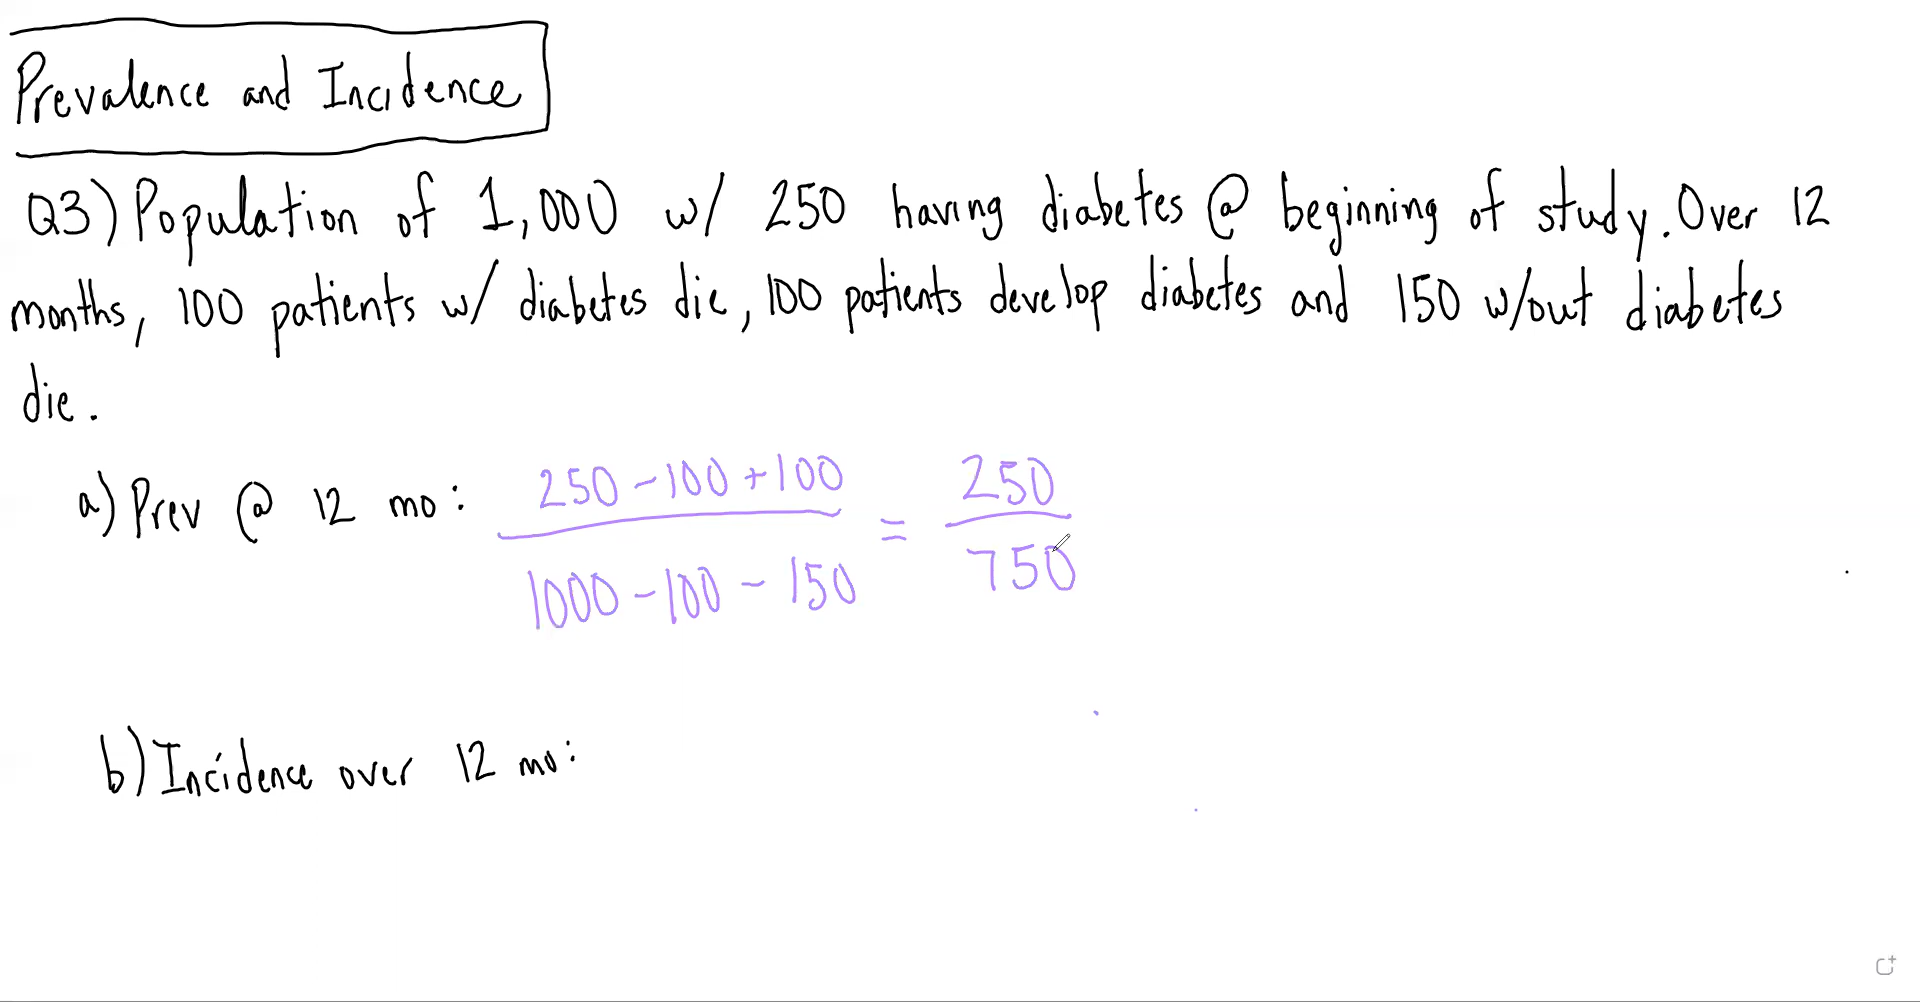 Prevalence and Incidence
Q3) Population of 1,000 w/ 250 having diabetes @ beginning of study. Over 12
months, 100 patients w/ diabetes die, 100 patients develop diabetes and 150 w/out diabetes
die.
a) Prev @ 12 mo: 250 - 100 + 100 / 1000 - 100 - 150 = 250 / 750
b) Incidence over 12 mo: